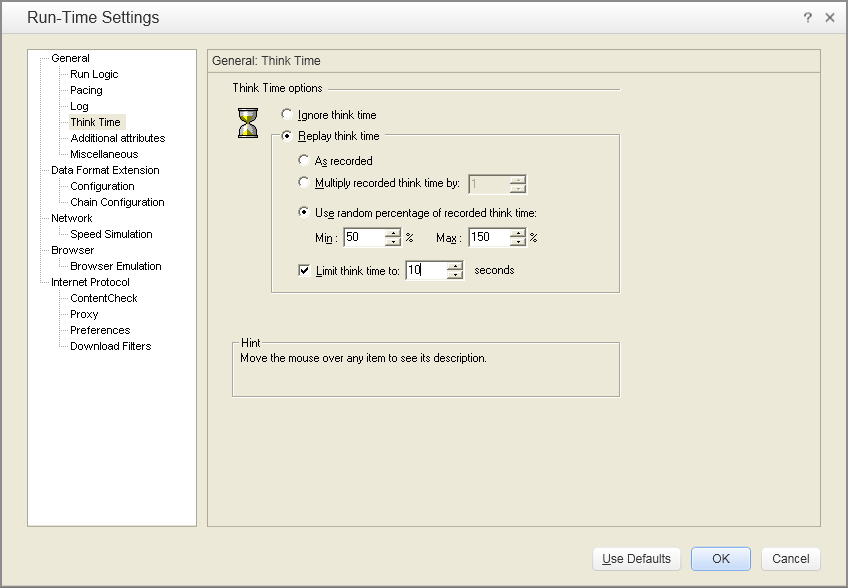 Run-Time Settings
? ×
General
Run Logic
Pacing
Log
Think Time
Additional attributes
Miscellaneous
Data Format Extension
Configuration
Chain Configuration
Network
Speed Simulation
Browser
Browser Emulation
Internet Protocol
ContentCheck
Proxy
Preferences
Download Filters
General: Think Time
Think Time options
Ignore think time
Replay think time
As recorded
Multiply recorded think time by: 1
Use random percentage of recorded think time:
Min : 50 % Max : 150 %
Limit think time to: 10 seconds
Hint
Move the mouse over any item to see its description.
Use Defaults OK Cancel